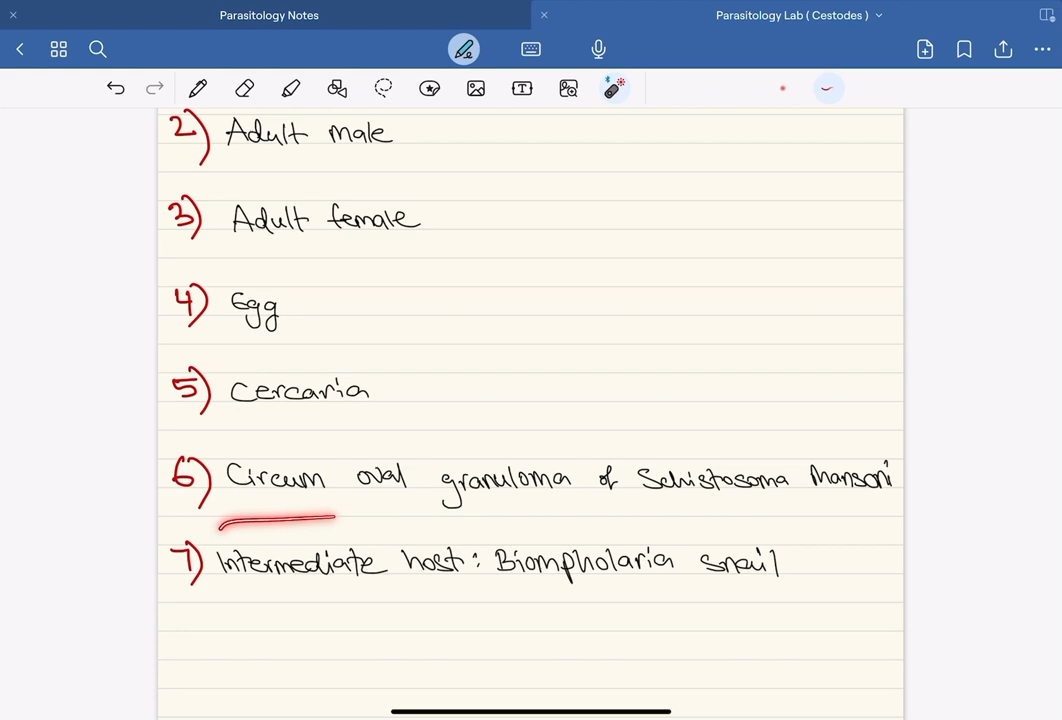 Parasitology Notes
Parasitology Lab ( Cestodes )
2) Adult male
3) Adult female
4) Egg
5) Cercaria
6) Circum oval granuloma of Schistosoma Mansoni
7) Intermediate host : Biompholaria snail